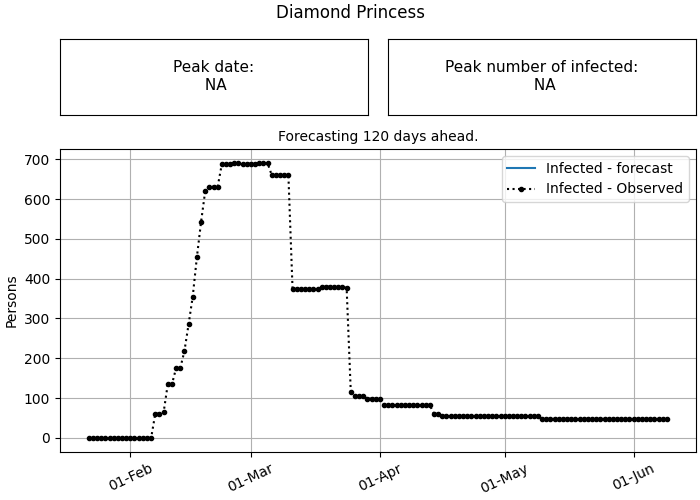 Diamond Princess
Peak date:
NA
Peak number of infected:
NA
Forecasting 120 days ahead.
Infected - forecast
Infected - Observed
700
600
500
400
300
200
100
0
Persons
01-Feb
01-Mar
01-Apr
01-May
01-Jun